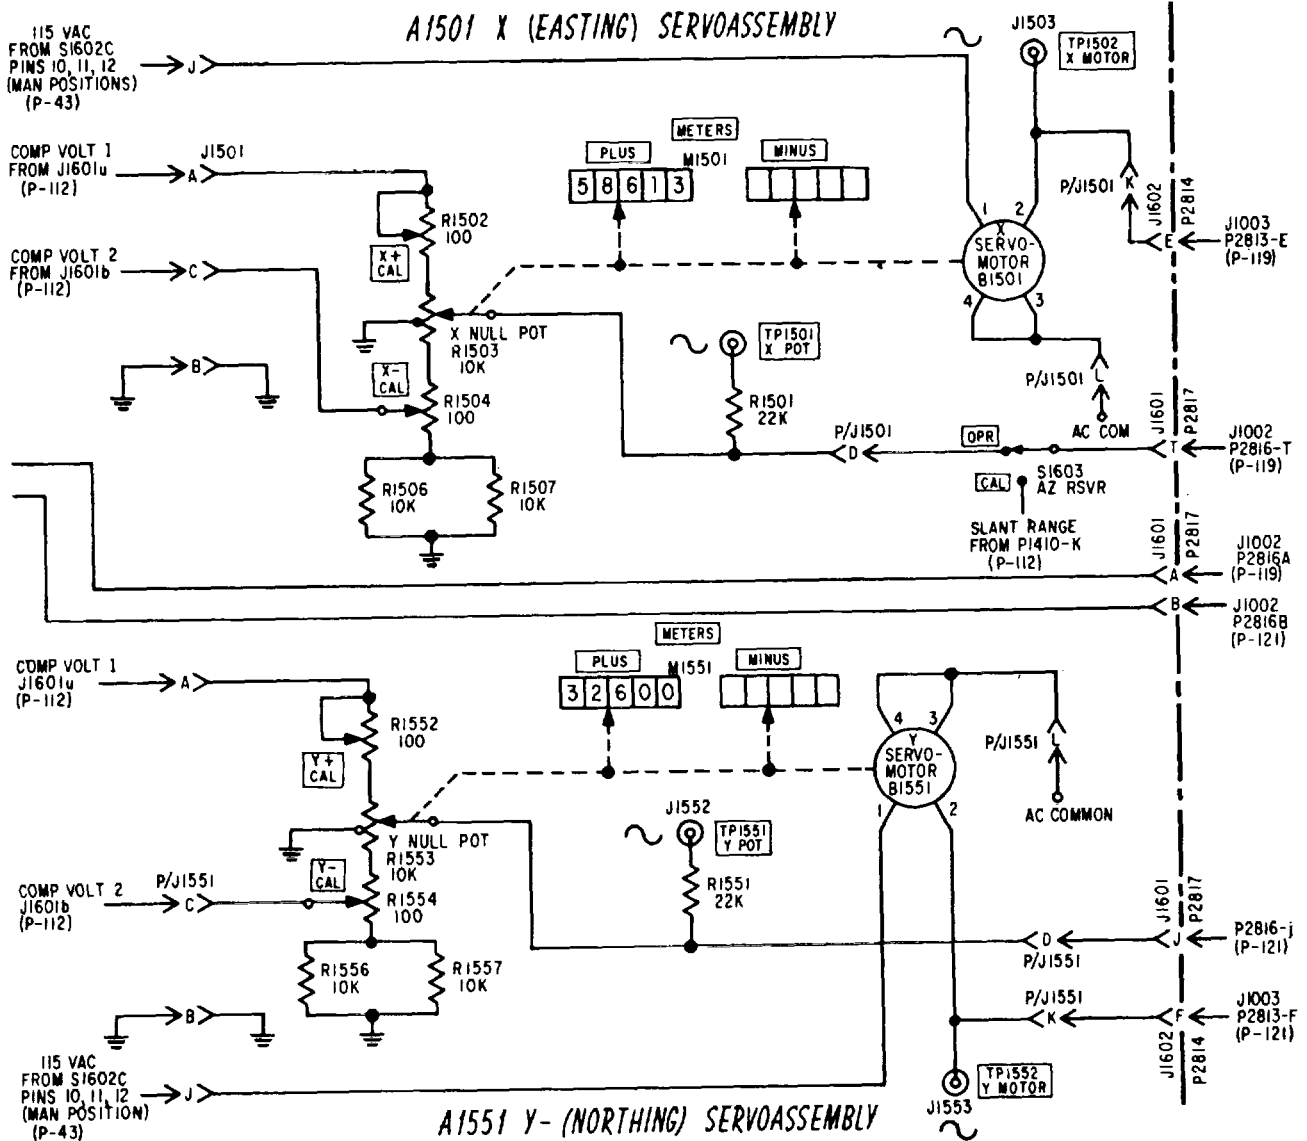 A1501 X (EASTING) SERVOASSEMBLY
115 VAC
FROM S1602C
PINS 10, 11, 12
(MAN POSITIONS)
(P-43)
J
J1503
TP1502
X MOTOR
COMP VOLT 1
FROM J1601u
(P-112)
A
J1501
METERS
PLUS
M1501
MINUS
5 8 6 1 3
R1502
100
X+
CAL
COMP VOLT 2
FROM J1601b
(P-112)
C
1
2
X
SERVO-
MOTOR
B1501
4
3
P/J1501
K
J1602
P2814
E
J1003
P2813-E
(P-119)
X NULL POT
R1503
10K
B
X-
CAL
R1504
100
TP1501
X POT
R1501
22K
P/J1501
L
AC COM
P/J1501
D
OPR
CAL
S1603
AZ RSVR
J1601
P2817
T
J1002
P2816-T
(P-119)
R1506
10K
R1507
10K
SLANT RANGE
FROM P1410-K
(P-112)
J1601
P2817
A
J1002
P2816A
(P-119)
B
J1002
P2816B
(P-121)
COMP VOLT 1
J1601u
(P-112)
A
METERS
PLUS
M1551
MINUS
3 2 6 0 0
R1552
100
Y+
CAL
4
3
Y
SERVO-
MOTOR
B1551
1
2
P/J1551
L
AC COMMON
Y NULL POT
R1553
10K
J1552
TP1551
Y POT
R1551
22K
Y-
CAL
R1554
100
COMP VOLT 2
J1601b
(P-112)
P/J1551
C
R1556
10K
R1557
10K
D
P/J1551
J1601
P2817
J
P2816-j
(P-121)
B
P/J1551
K
F
J1602
P2814
J1003
P2813-F
(P-121)
115 VAC
FROM S1602C
PINS 10, 11, 12
(MAN POSITION)
(P-43)
J
TP1552
Y MOTOR
J1553
A1551 Y- (NORTHING) SERVOASSEMBLY